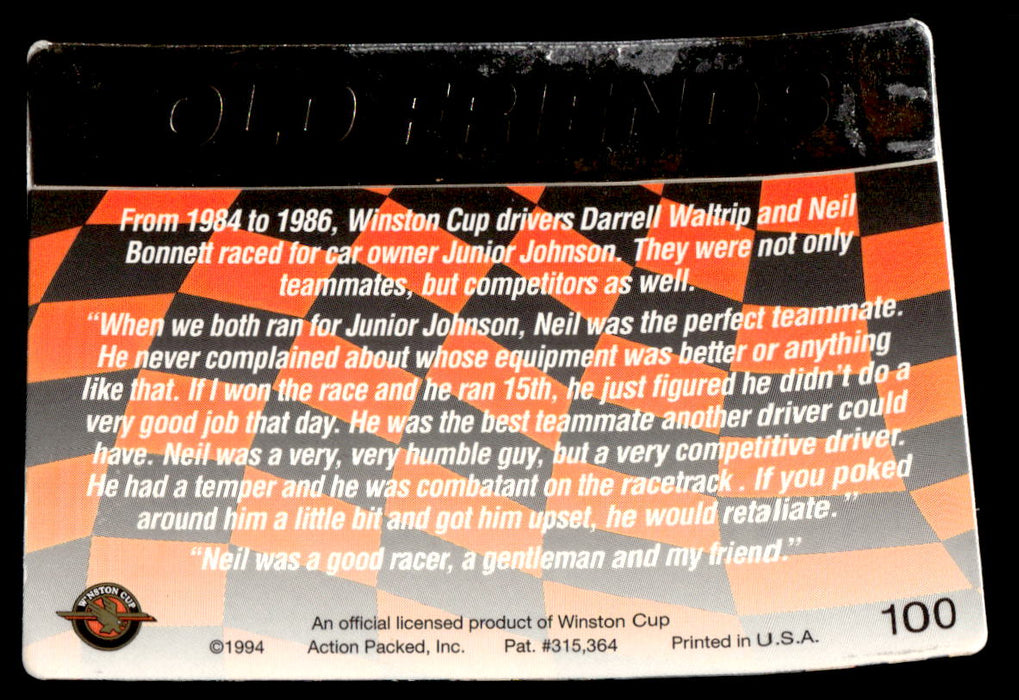 OLD FRIENDS
From 1984 to 1986, Winston Cup drivers Darrell Waltrip and Neil
Bonnett raced for car owner Junior Johnson. They were not only
teammates, but competitors as well.
“When we both ran for Junior Johnson, Neil was the perfect teammate.
He never complained about whose equipment was better or anything
like that. If I won the race and he ran 15th, he just figured he didn't do a
very good job that day. He was the best teammate another driver could
have. Neil was a very, very humble guy, but a very competitive driver.
He had a temper and he was combatant on the racetrack . If you poked
around him a little bit and got him upset, he would retaliate.”
“Neil was a good racer, a gentleman and my friend.”
WINSTON CUP
An official licensed product of Winston Cup
©1994 Action Packed, Inc. Pat. #315,364 Printed in U.S.A.
100